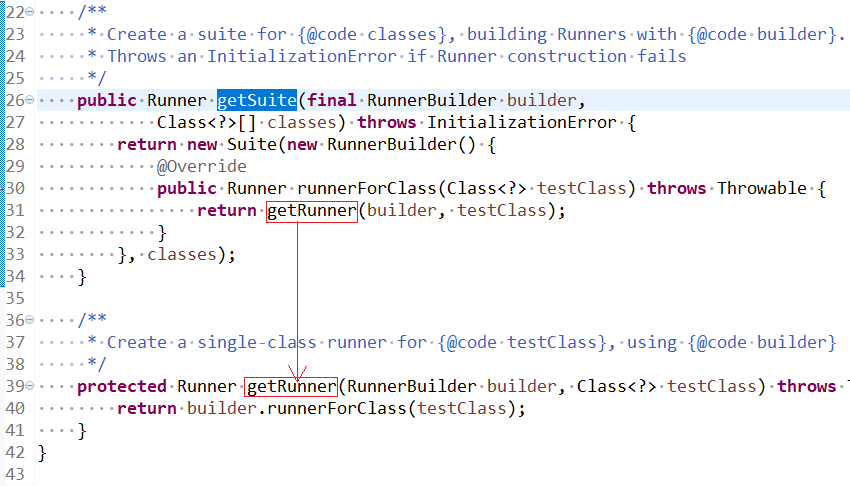 22 /**
23 * Create a suite for {@code classes}, building Runners with {@code builder}.
24 * Throws an InitializationError if Runner construction fails
25 */
26 public Runner getSuite(final RunnerBuilder builder,
27 Class<?>[] classes) throws InitializationError {
28 return new Suite(new RunnerBuilder() {
29 @Override
30 public Runner runnerForClass(Class<?> testClass) throws Throwable {
31 return getRunner(builder, testClass);
32 }
33 }, classes);
34 }
35
36 /**
37 * Create a single-class runner for {@code testClass}, using {@code builder}
38 */
39 protected Runner getRunner(RunnerBuilder builder, Class<?> testClass) throws
40 return builder.runnerForClass(testClass);
41 }
42 }
43